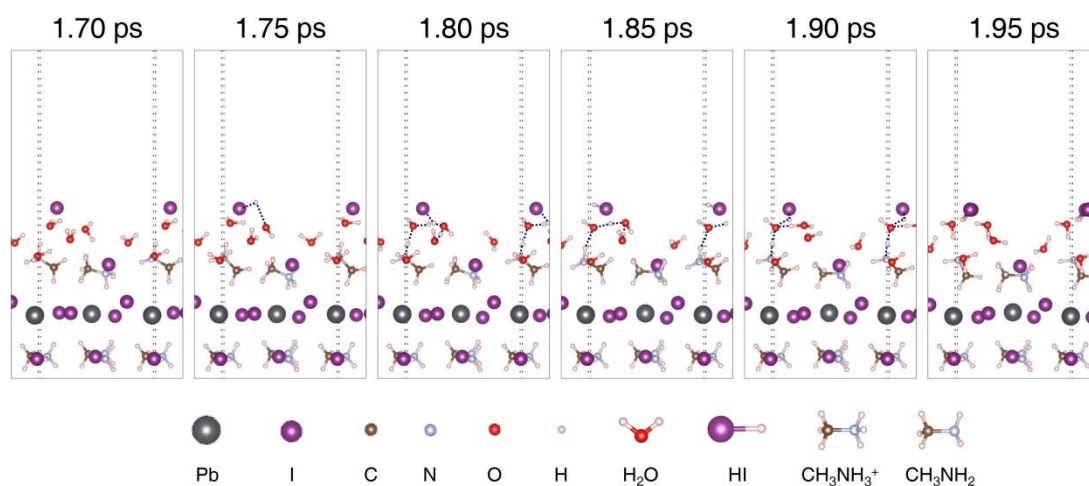 1.70 ps 1.75 ps 1.80 ps 1.85 ps 1.90 ps 1.95 ps
Pb I C N O H H₂O HI CH₃NH₃⁺ CH₃NH₂